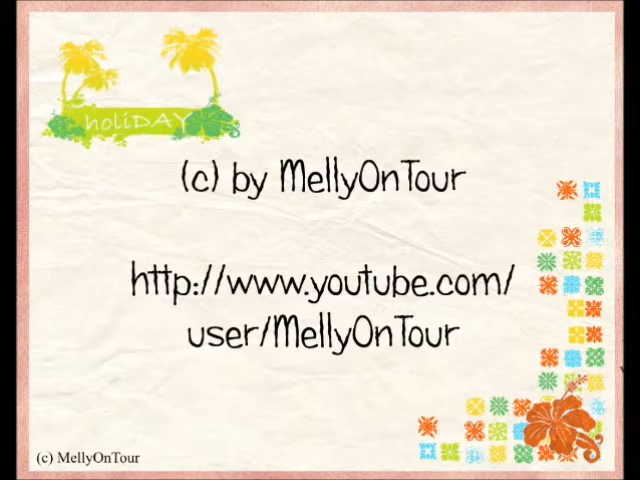 holiDAY
(c) by MellyOnTour
http://www.youtube.com/
user/MellyOnTour
(c) MellyOnTour